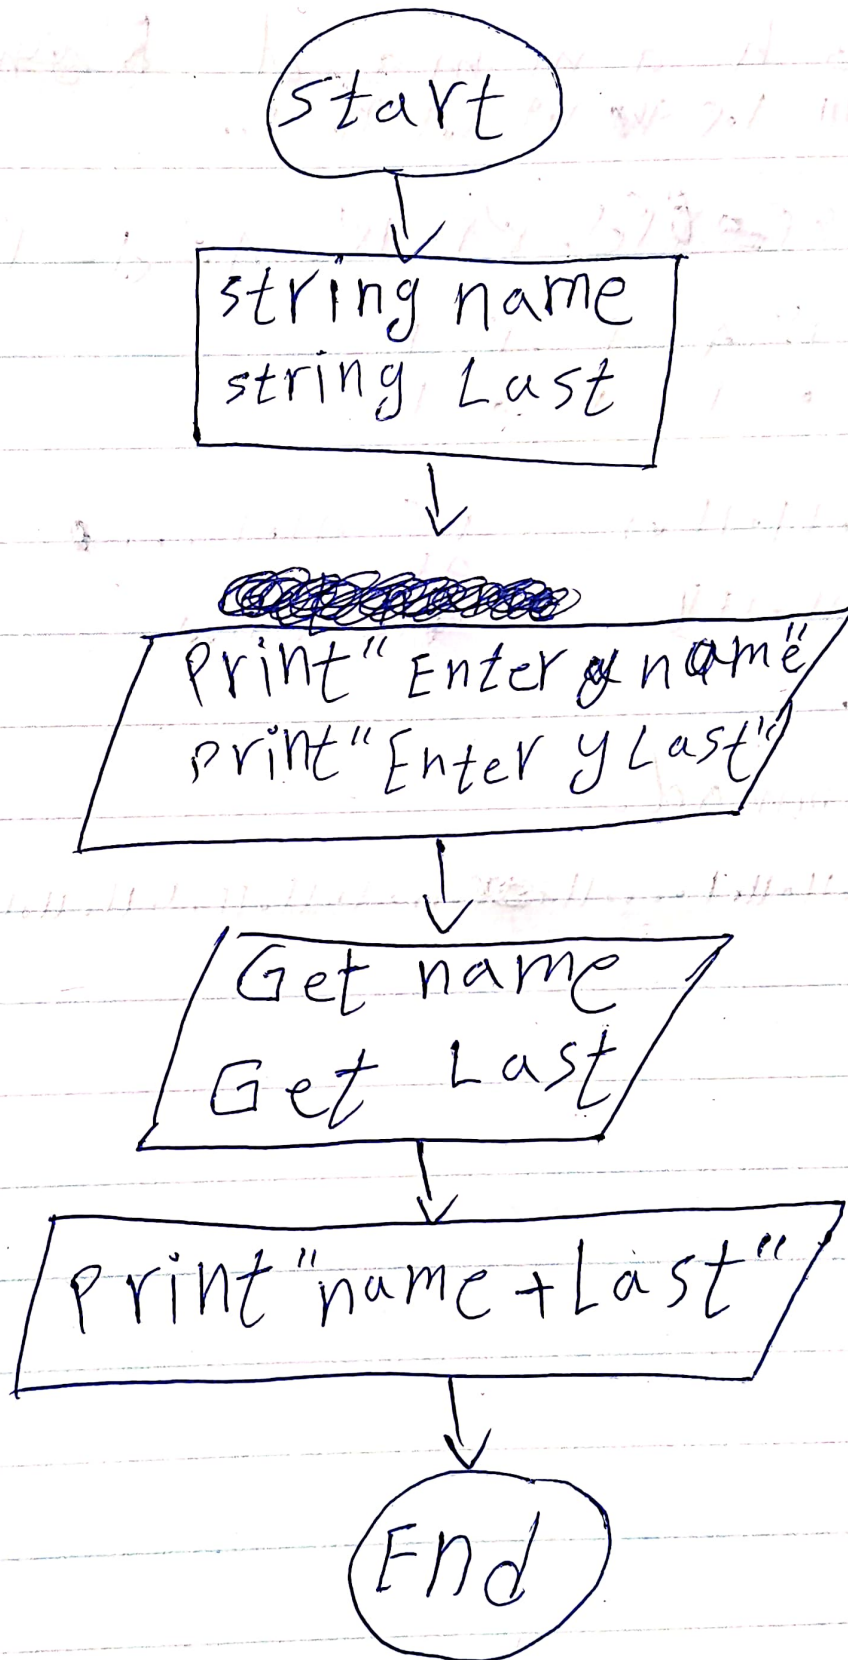 start
string name
string Last
Print "Enter y name"
print "Enter y Last"
Get name
Get Last
Print "name + Last"
End